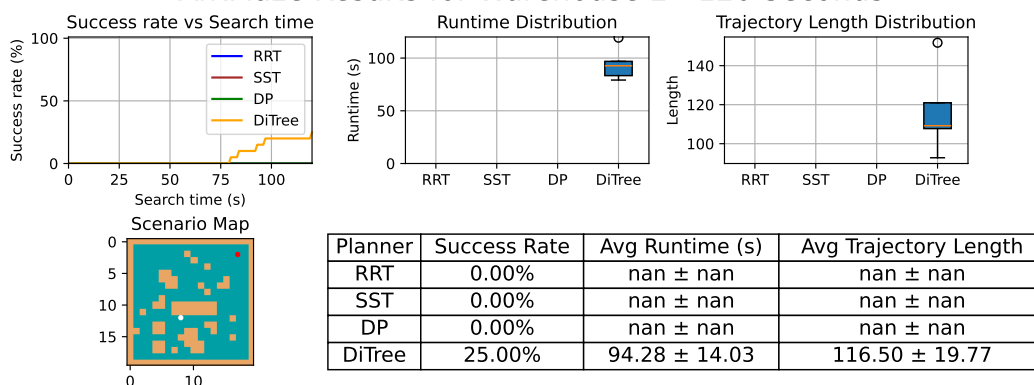 Success rate vs Search time
Success rate (%)
100
50
0
0 25 50 75 100
Search time (s)
RRT
SST
DP
DiTree
Runtime Distribution
Runtime (s)
100
50
0
RRT SST DP DiTree
Trajectory Length Distribution
Length
140
120
100
RRT SST DP DiTree
Scenario Map
0
5
10
15
0 10
Planner Success Rate Avg Runtime (s) Avg Trajectory Length
RRT 0.00% nan ± nan nan ± nan
SST 0.00% nan ± nan nan ± nan
DP 0.00% nan ± nan nan ± nan
DiTree 25.00% 94.28 ± 14.03 116.50 ± 19.77